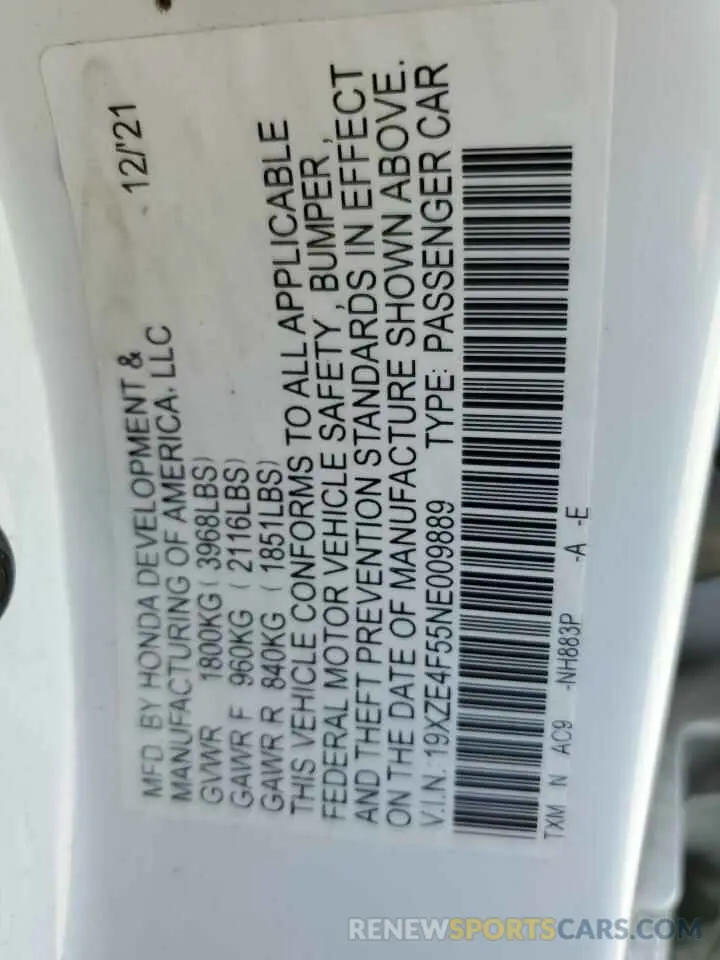 MFD. BY HONDA DEVELOPMENT & 12/'21
MANUFACTURING OF AMERICA, LLC
GVWR 1800KG ( 3968LBS)
GAWR F 960KG ( 2116LBS)
GAWR R 840KG ( 1851LBS)
THIS VEHICLE CONFORMS TO ALL APPLICABLE
FEDERAL MOTOR VEHICLE SAFETY , BUMPER ,
AND THEFT PREVENTION STANDARDS IN EFFECT
ON THE DATE OF MANUFACTURE SHOWN ABOVE.
V.I.N.: 19XZE4F55NE009889 TYPE: PASSENGER CAR
TXM N AC9 -NH883P -A -E
RENEWSPORTSCARS.COM